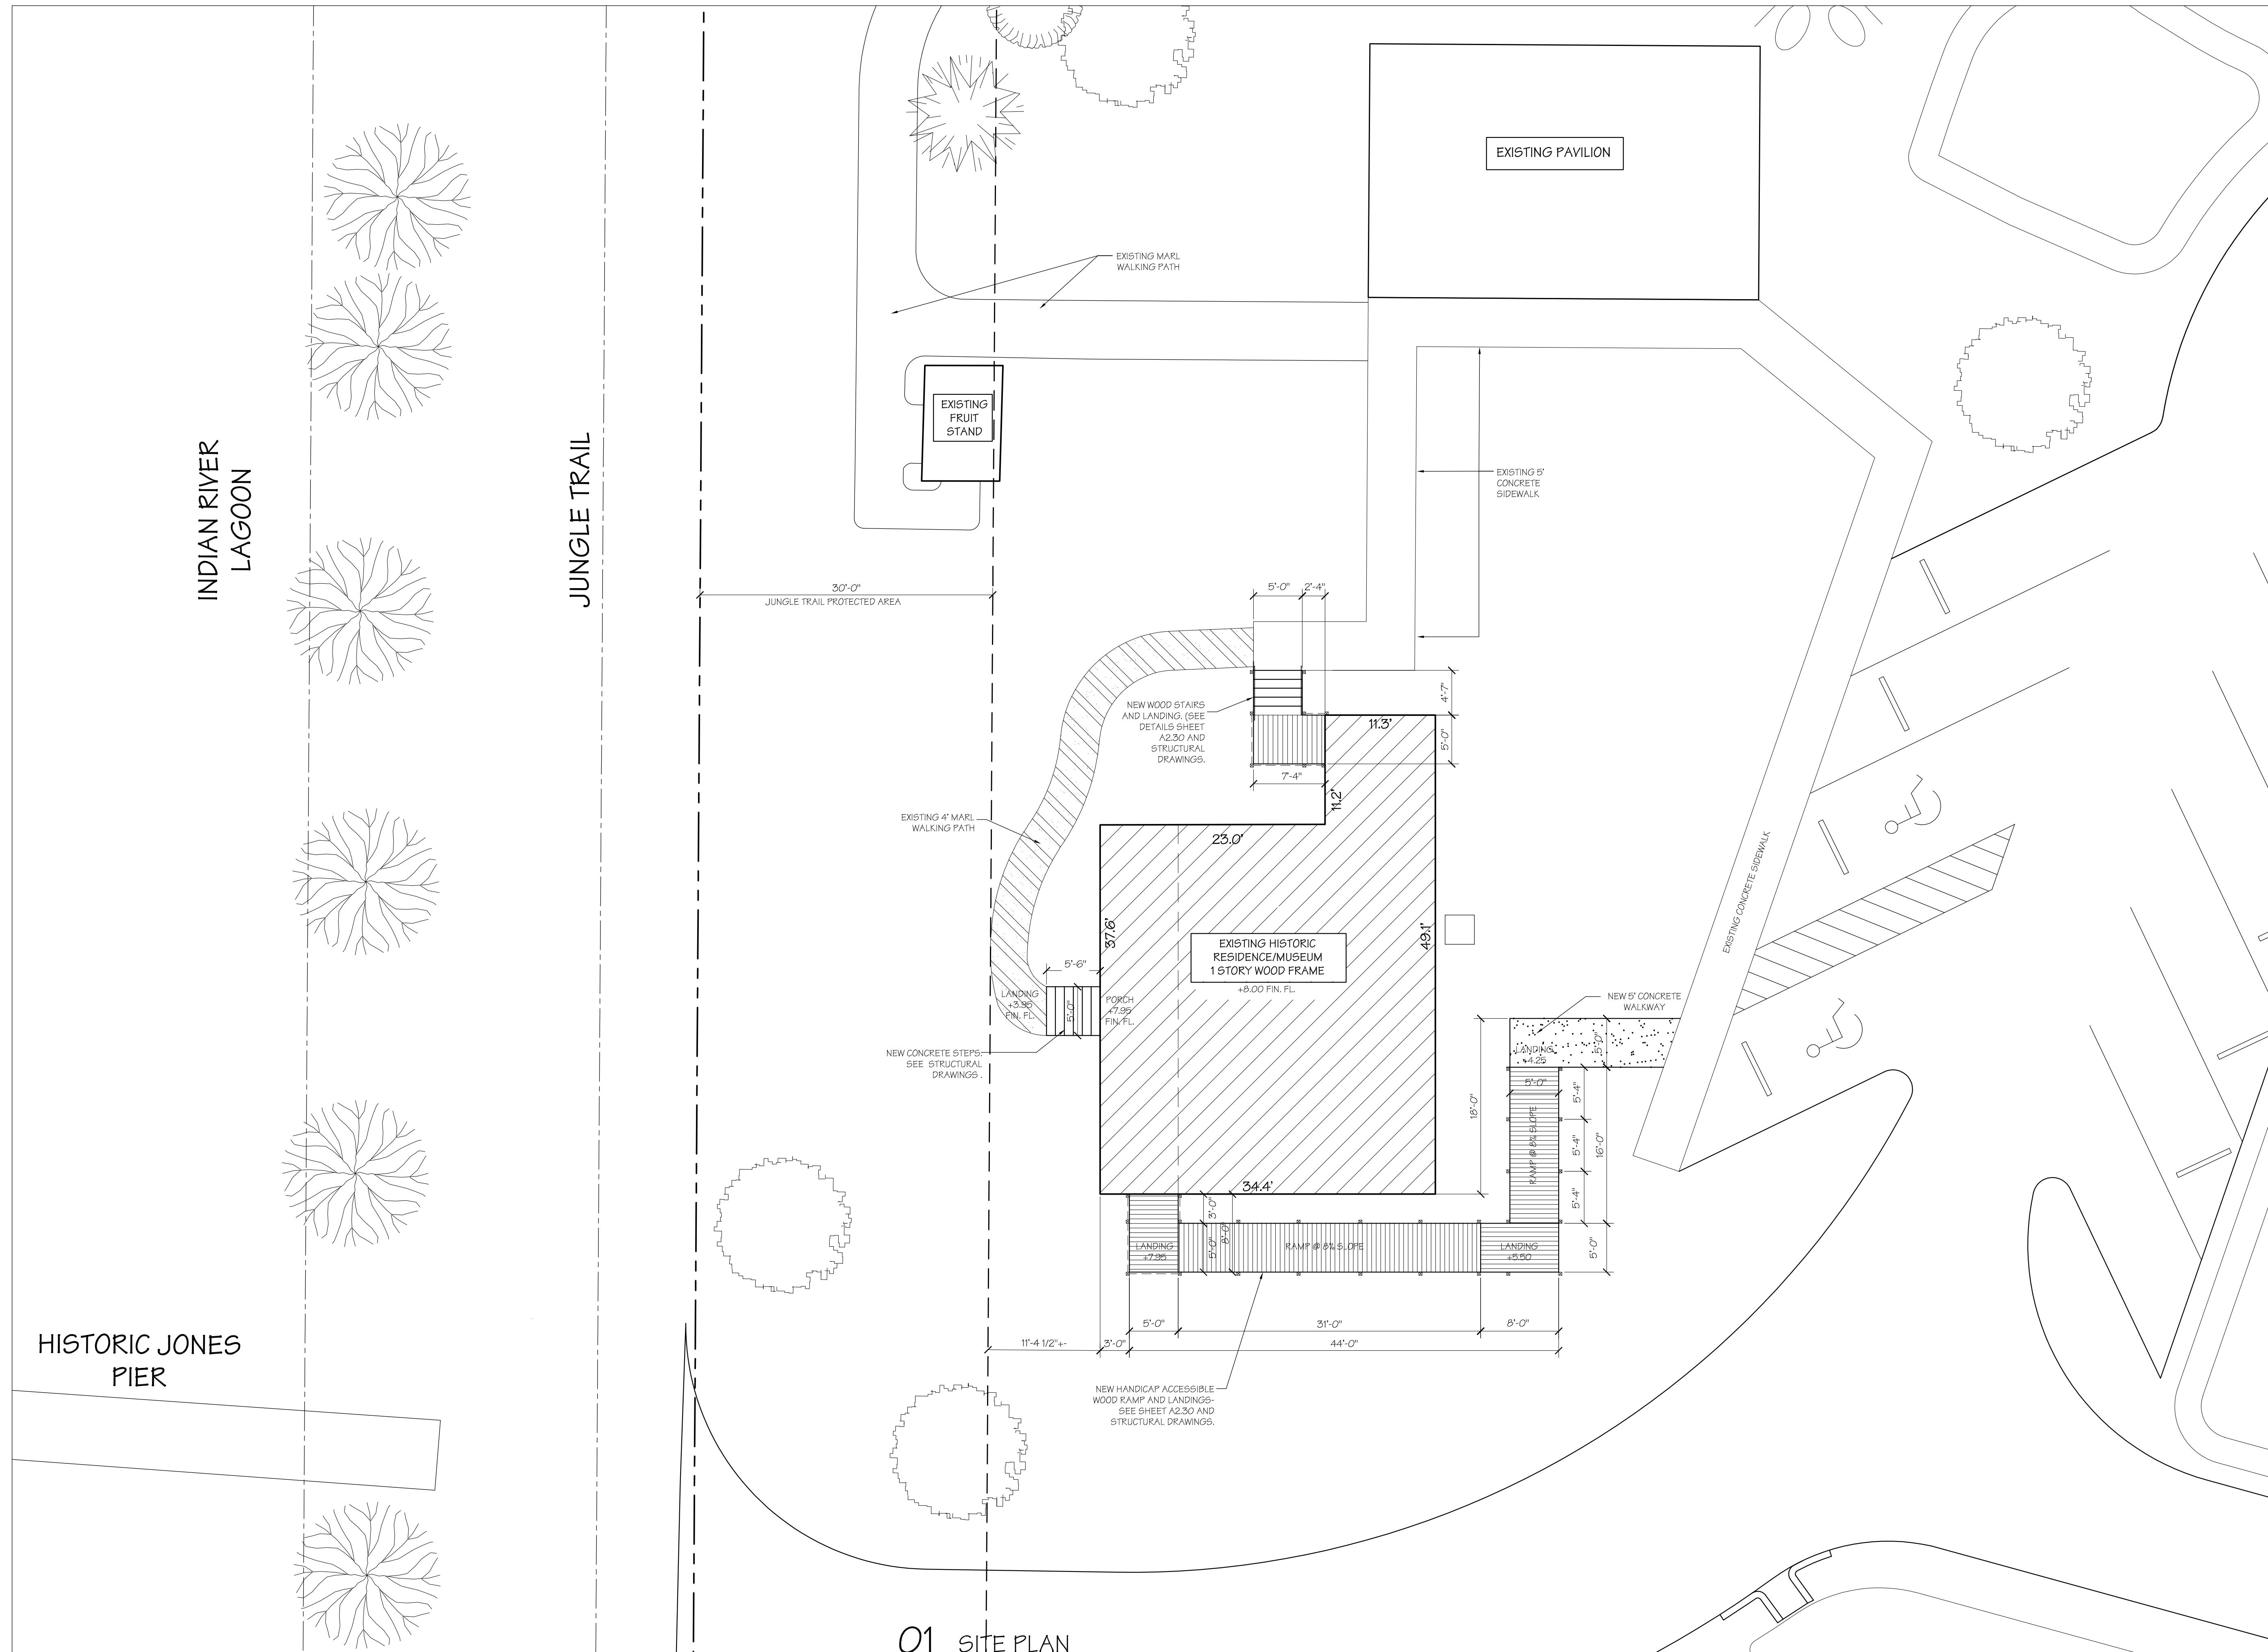 EXISTING PAVILION
EXISTING MARL
WALKING PATH
EXISTING
FRUIT
STAND
INDIAN RIVER
LAGOON
JUNGLE TRAIL
EXISTING 5'
CONCRETE
SIDEWALK
30'-0"
JUNGLE TRAIL PROTECTED AREA
5'-0"
2'-4"
4'-7"
5'-0"
NEW WOOD STAIRS
AND LANDING. (SEE
DETAILS SHEET
A2.30 AND
STRUCTURAL
DRAWINGS.
11.3'
7'-4"
11.2'
EXISTING 4' MARL
WALKING PATH
23.0'
EXISTING CONCRETE SIDEWALK
37.6'
49.1'
EXISTING HISTORIC
RESIDENCE/MUSEUM
1 STORY WOOD FRAME
+8.00 FIN. FL.
5'-6"
LANDING
+3.95
FIN. FL.
5'-0"
PORCH
+7.95
FIN. FL.
NEW 5' CONCRETE
WALKWAY
NEW CONCRETE STEPS.
SEE STRUCTURAL
DRAWINGS .
LANDING
+4.25
5'-0"
5'-0"
18'-0"
RAMP @ 8% SLOPE
5'-4"
5'-4"
5'-4"
16'-0"
34.4'
3'-0"
5'-0"
8'-0"
LANDING
+7.95
RAMP @ 8% SLOPE
LANDING
+5.50
5'-0"
5'-0"
31'-0"
8'-0"
11'-4 1/2"+-
3'-0"
44'-0"
HISTORIC JONES
PIER
NEW HANDICAP ACCESSIBLE
WOOD RAMP AND LANDINGS-
SEE SHEET A2.30 AND
STRUCTURAL DRAWINGS.
01 SITE PLAN